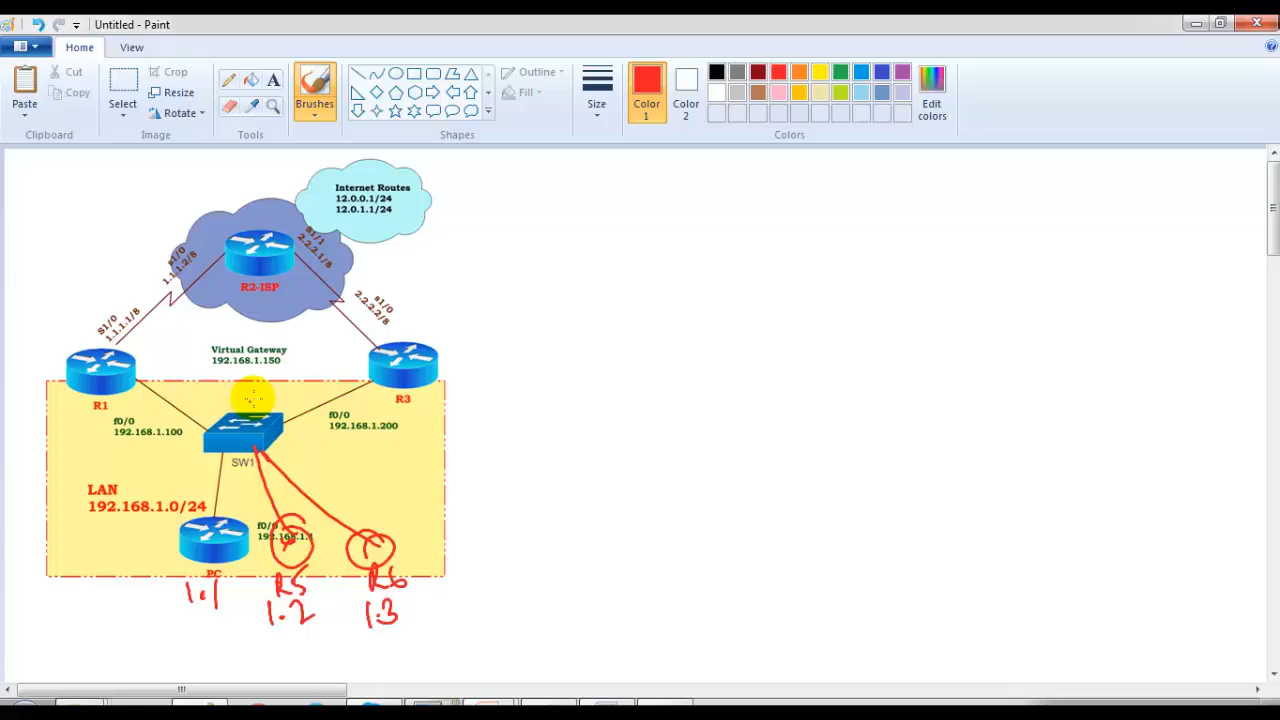 Untitled - Paint
Home
View
Paste
Cut
Copy
Select
Crop
Resize
Rotate
Brushes
Outline
Fill
Size
Color 1
Color 2
Edit colors
Clipboard
Image
Tools
Shapes
Colors
Internet Routes
12.0.0.1/24
12.0.1.1/24
s1/1
2.2.2.1/8
s1/0
1.1.1.2/8
R2-ISP
S1/0
1.1.1.1/8
s1/0
2.2.2.2/8
Virtual Gateway
192.168.1.150
R1
R3
f0/0
192.168.1.100
f0/0
192.168.1.200
SW1
LAN
192.168.1.0/24
f0/0
192.168.1.1
PC
R5
R6
1.1
1.2
1.3